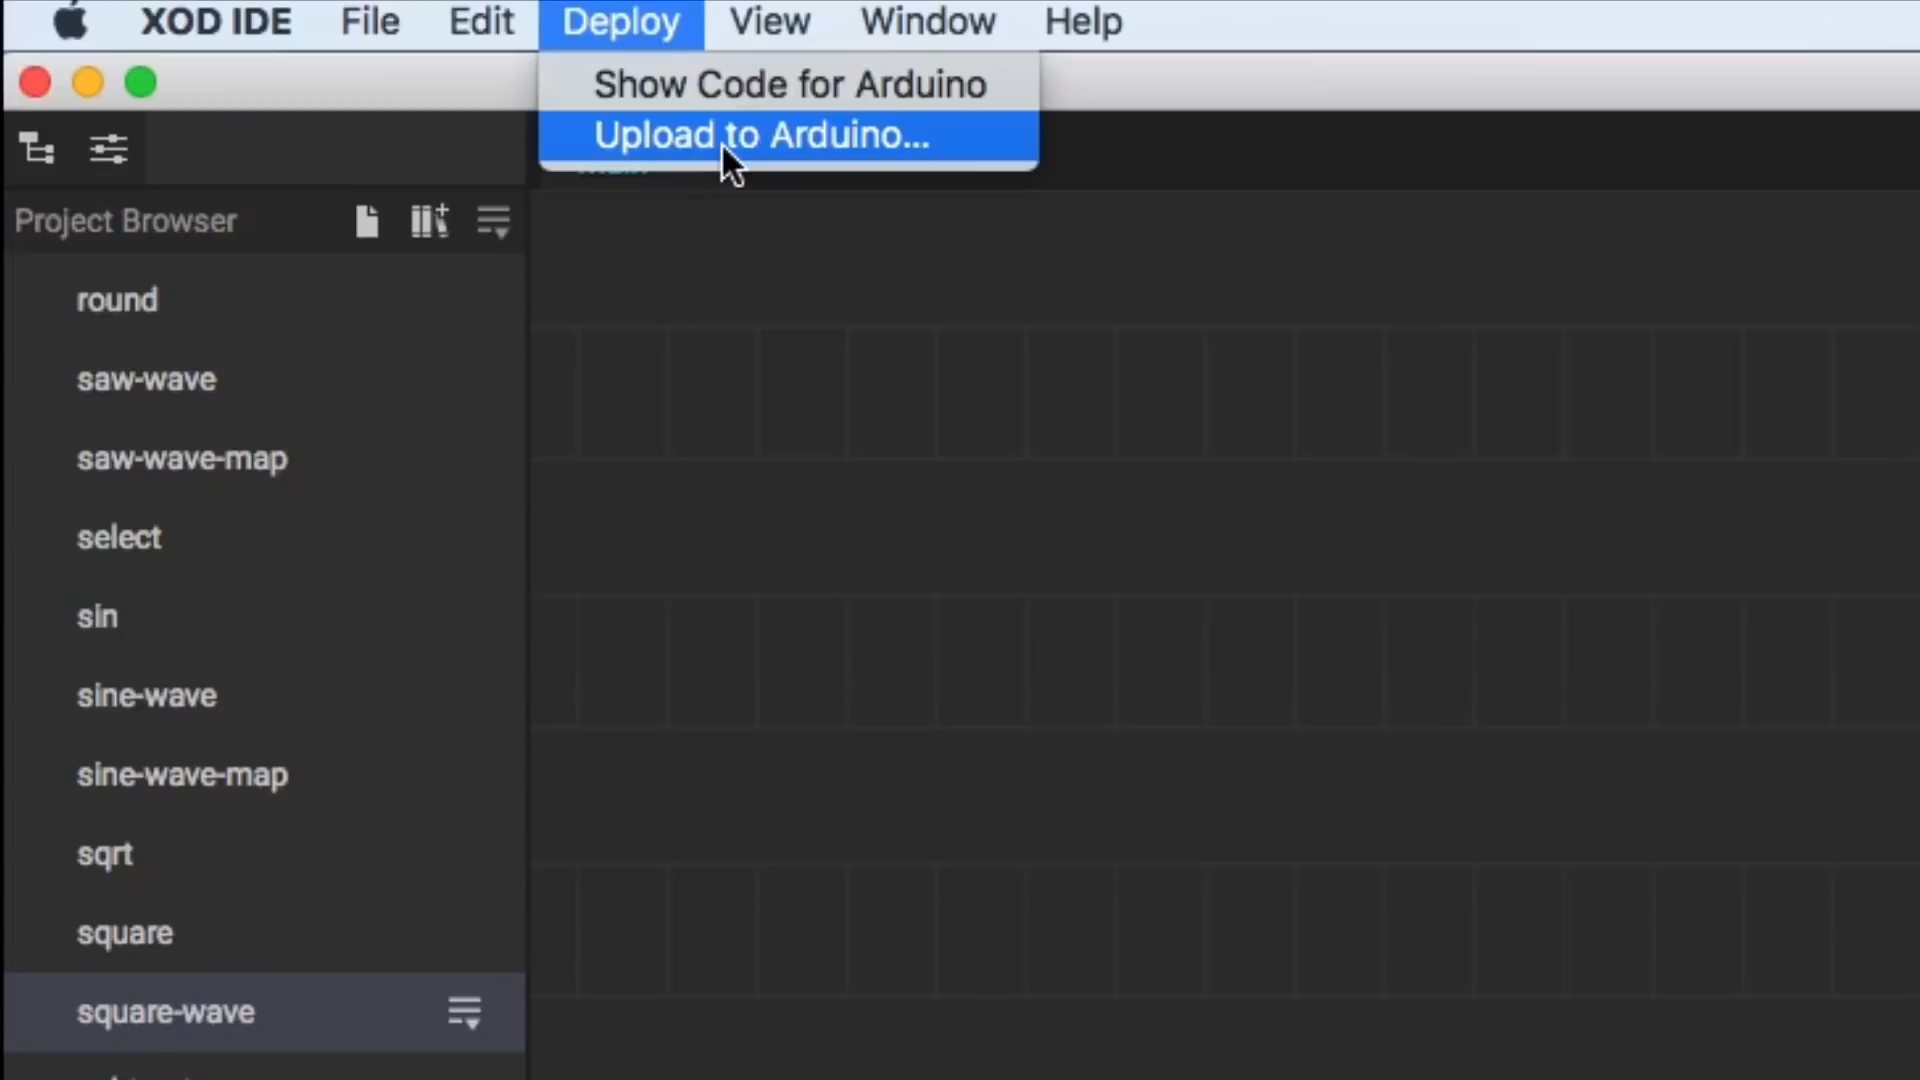 XOD IDE File Edit Deploy View Window Help
Show Code for Arduino
Upload to Arduino...
Project Browser
round
saw-wave
saw-wave-map
select
sin
sine-wave
sine-wave-map
sqrt
square
square-wave